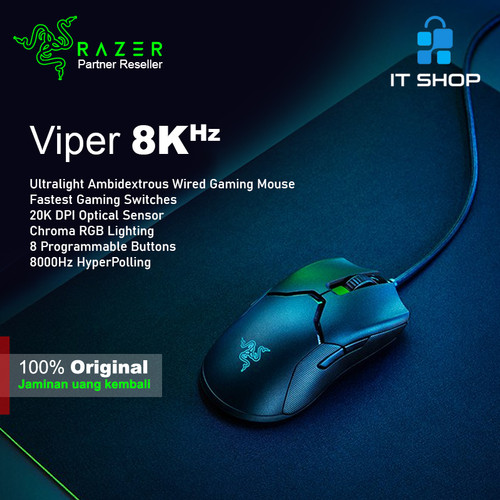 RAZER
Partner Reseller
IT SHOP
Viper 8KHz
Ultralight Ambidextrous Wired Gaming Mouse
Fastest Gaming Switches
20K DPI Optical Sensor
Chroma RGB Lighting
8 Programmable Buttons
8000Hz HyperPolling
100% Original
Jaminan uang kembali